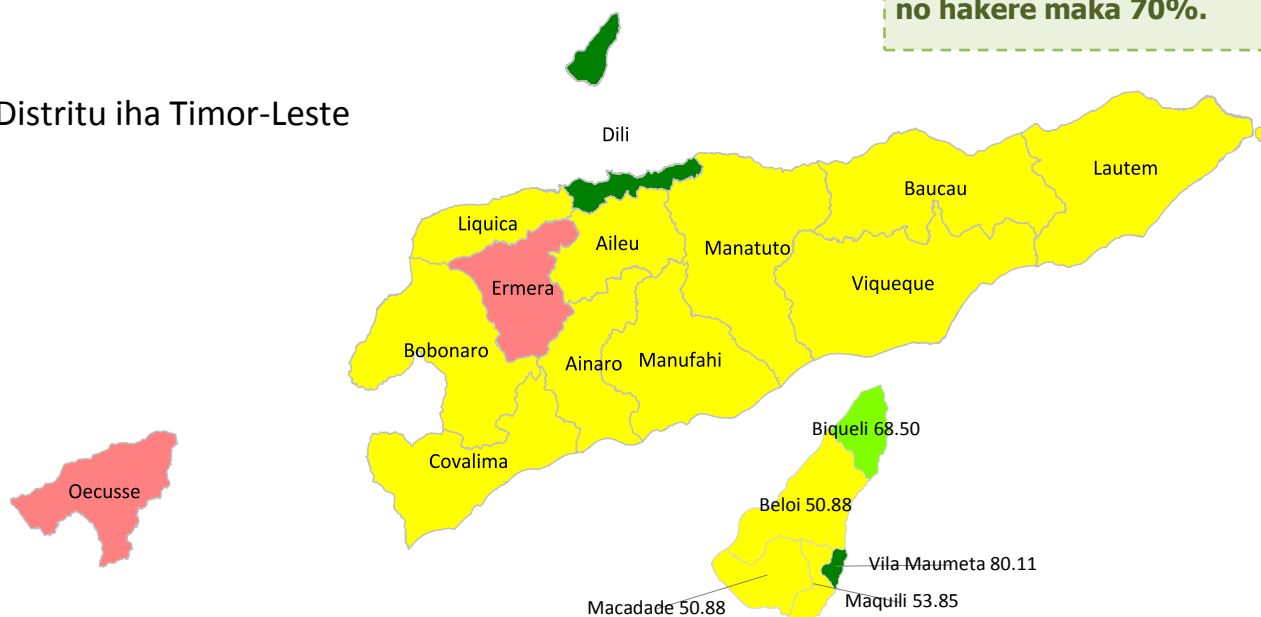 no hakere maka 70%.
Distritu iha Timor-Leste
Dili
Lautem
Baucau
Liquica
Aileu
Manatuto
Viqueque
Ermera
Bobonaro
Ainaro
Manufahi
Biqueli 68.50
Covalima
Oecusse
Beloi 50.88
Vila Maumeta 80.11
Maquili 53.85
Macadade 50.88